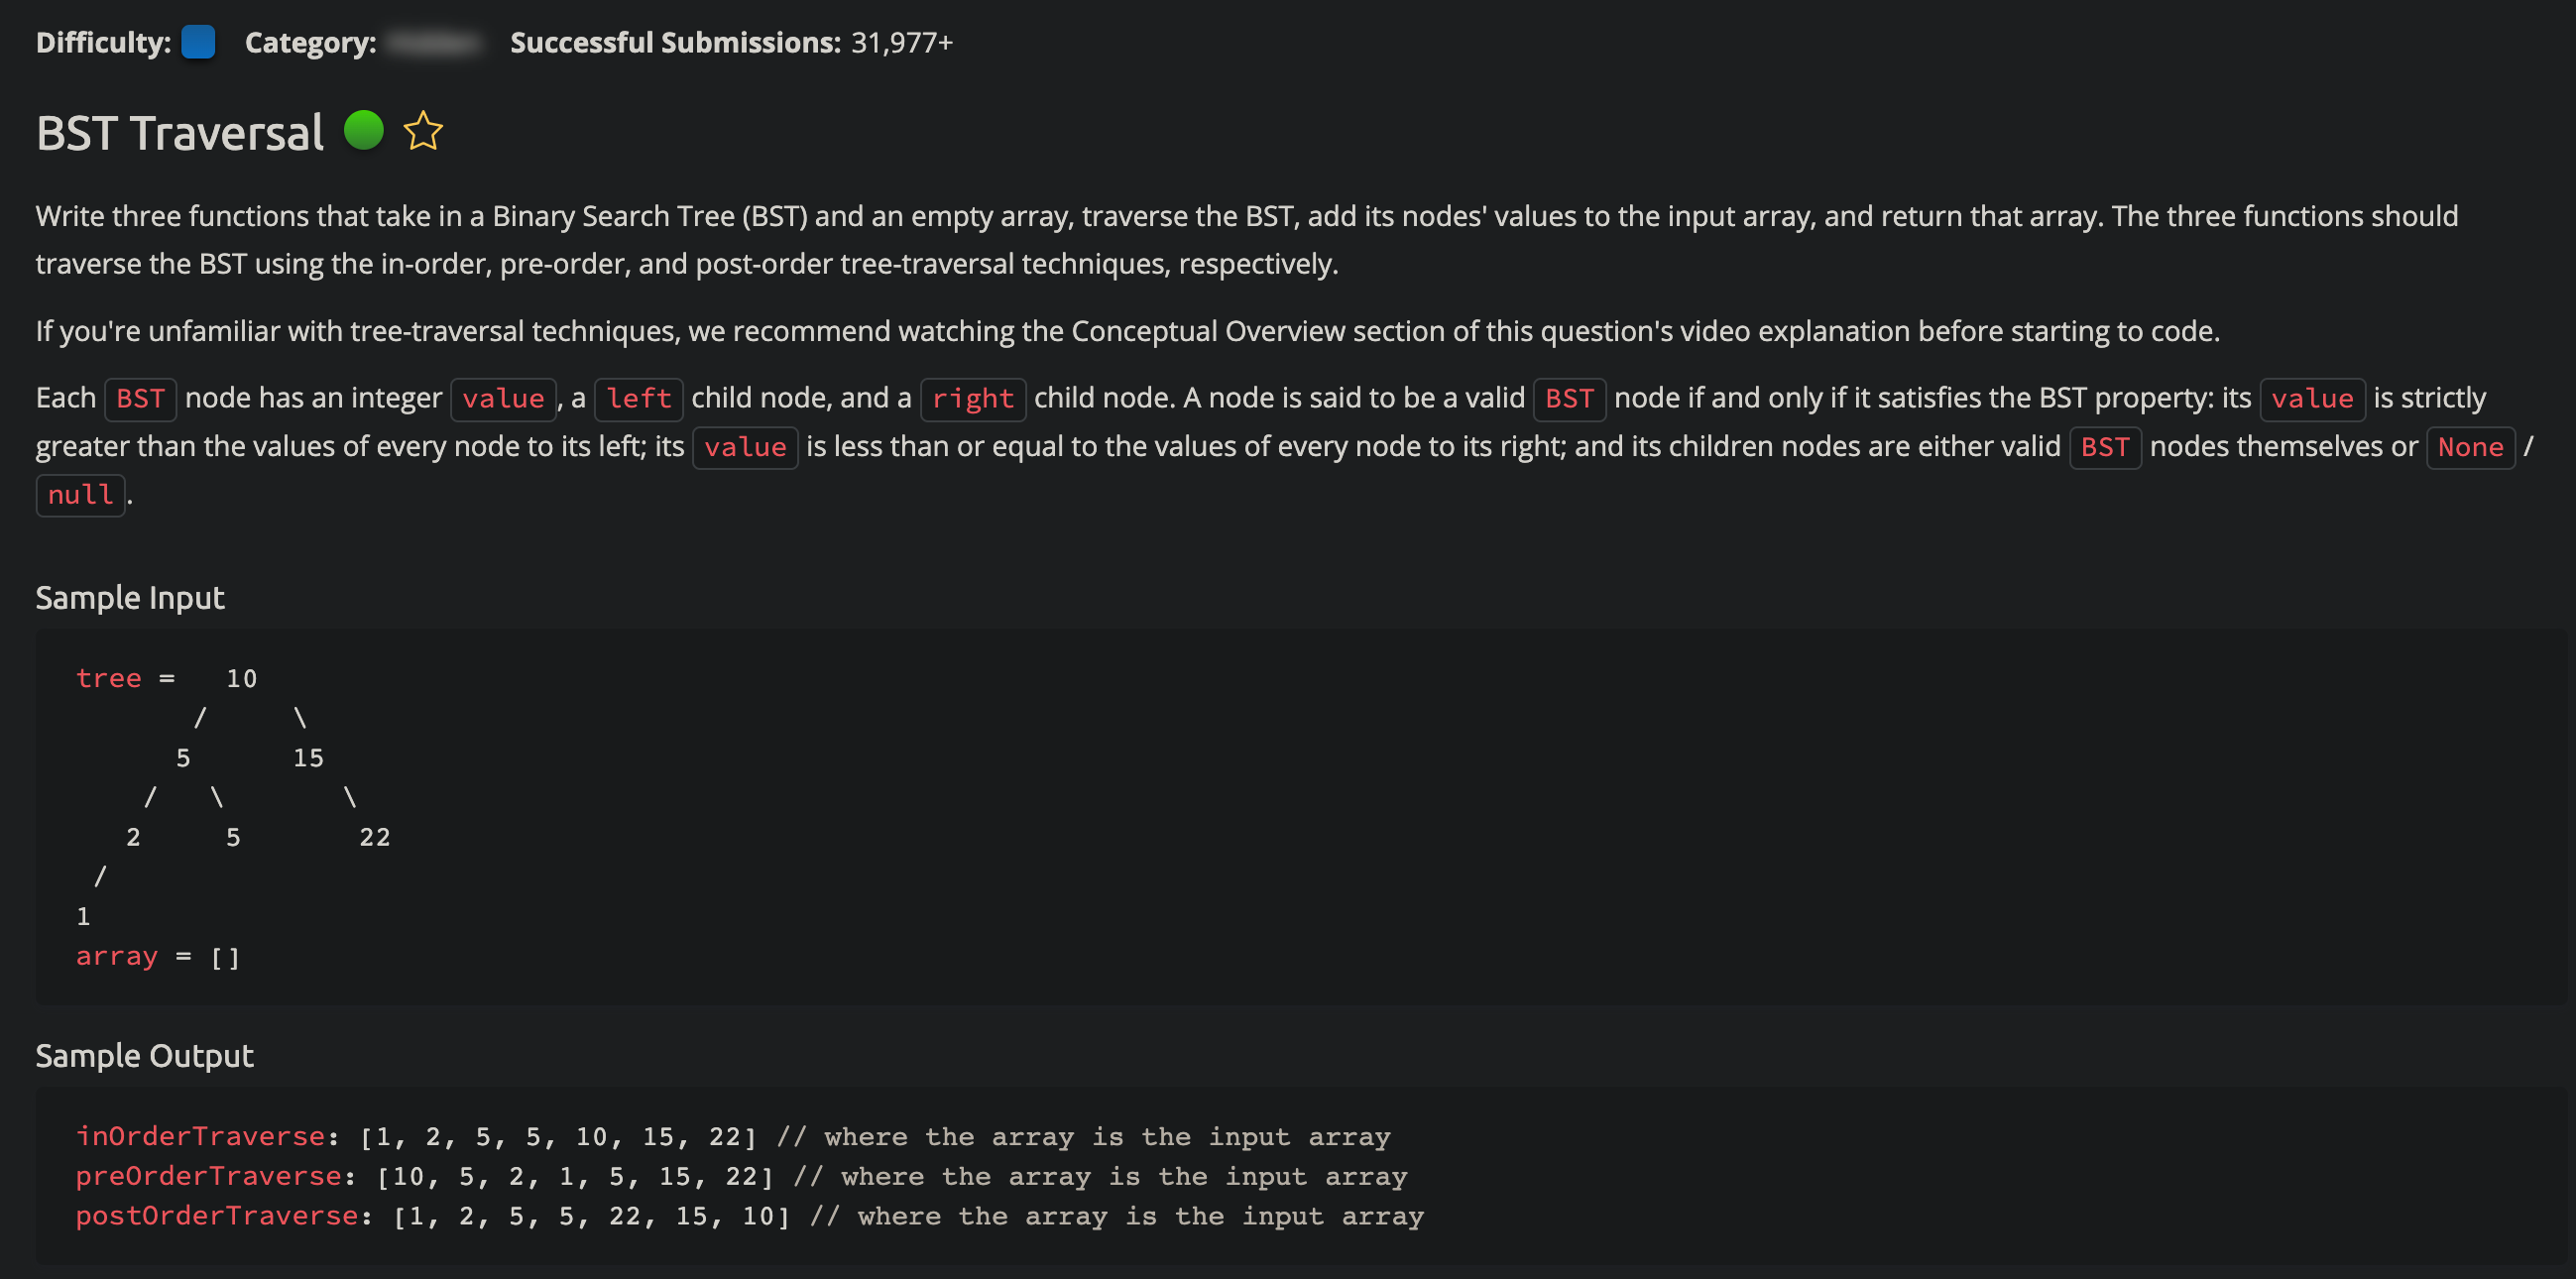 Difficulty: Category: Successful Submissions: 31,977+
BST Traversal
Write three functions that take in a Binary Search Tree (BST) and an empty array, traverse the BST, add its nodes' values to the input array, and return that array. The three functions should
traverse the BST using the in-order, pre-order, and post-order tree-traversal techniques, respectively.
If you're unfamiliar with tree-traversal techniques, we recommend watching the Conceptual Overview section of this question's video explanation before starting to code.
Each BST node has an integer value, a left child node, and a right child node. A node is said to be a valid BST node if and only if it satisfies the BST property: its value is strictly
greater than the values of every node to its left; its value is less than or equal to the values of every node to its right; and its children nodes are either valid BST nodes themselves or None /
null.
Sample Input
tree =   10
       /     \
      5      15
    /   \       \
   2     5       22
 /
1
array = []
Sample Output
inOrderTraverse: [1, 2, 5, 5, 10, 15, 22] // where the array is the input array
preOrderTraverse: [10, 5, 2, 1, 5, 15, 22] // where the array is the input array
postOrderTraverse: [1, 2, 5, 5, 22, 15, 10] // where the array is the input array